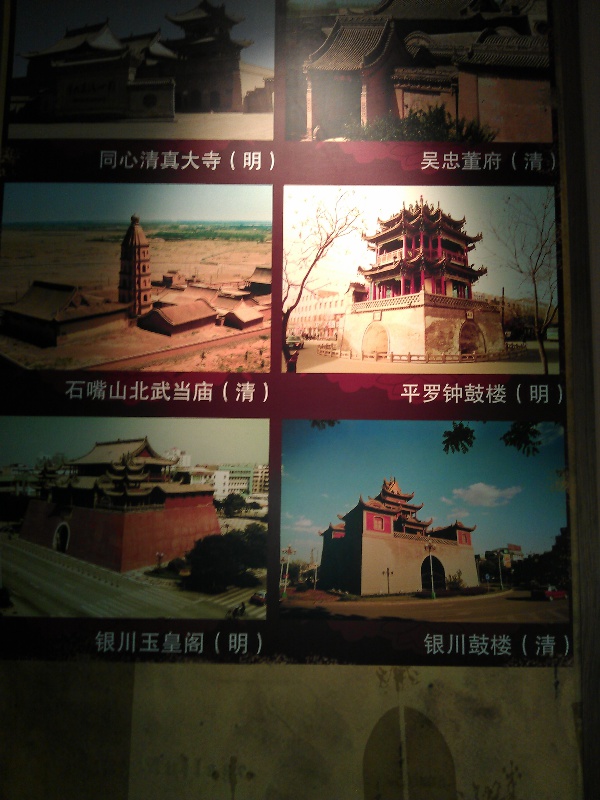 同心清真大寺（明）
吴忠董府（清）
石嘴山北武当庙（清）
平罗钟鼓楼（明）
银川玉皇阁（明）
银川鼓楼（清）